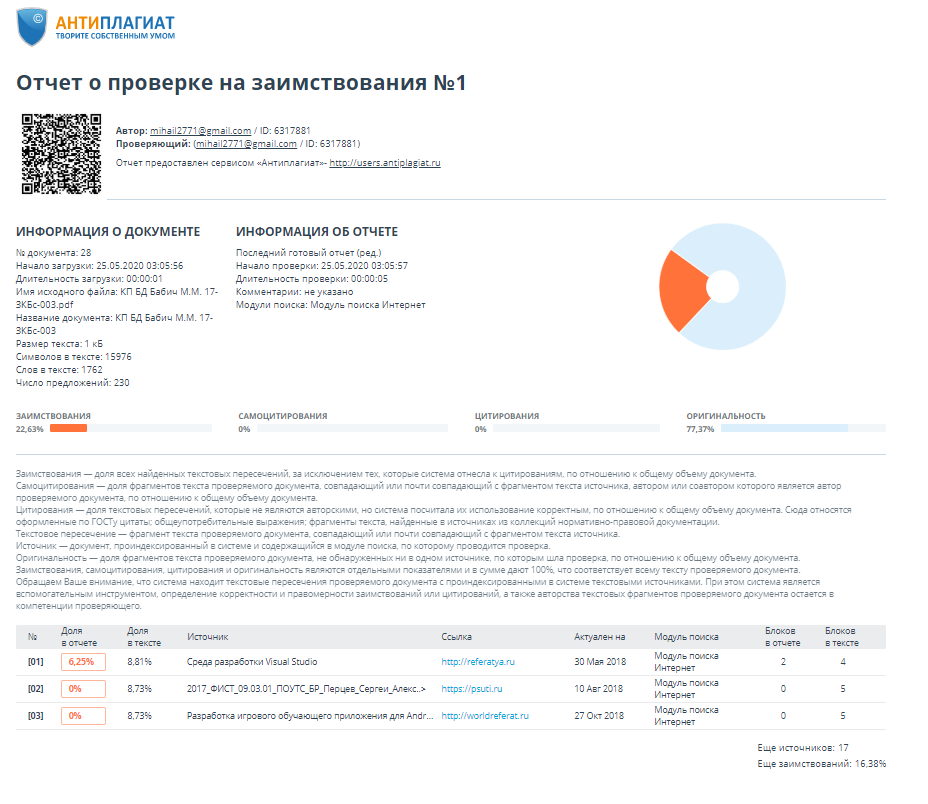 ©
АНТИПЛАГИАТ
ТВОРИТЕ СОБСТВЕННЫМ УМОМ
Отчет о проверке на заимствования №1
Автор: mihail2771@gmail.com / ID: 6317881
Проверяющий: (mihail2771@gmail.com / ID: 6317881)
Отчет предоставлен сервисом «Антиплагиат»- http://users.antiplagiat.ru
ИНФОРМАЦИЯ О ДОКУМЕНТЕ
№ документа: 28
Начало загрузки: 25.05.2020 03:05:56
Длительность загрузки: 00:00:01
Имя исходного файла: КП БД Бабич М.М. 17-
ЗКБс-003.pdf
Название документа: КП БД Бабич М.М. 17-
ЗКБс-003
Размер текста: 1 кБ
Cимволов в тексте: 15976
Слов в тексте: 1762
Число предложений: 230
ИНФОРМАЦИЯ ОБ ОТЧЕТЕ
Последний готовый отчет (ред.)
Начало проверки: 25.05.2020 03:05:57
Длительность проверки: 00:00:05
Комментарии: не указано
Модули поиска: Модуль поиска Интернет
ЗАИМСТВОВАНИЯ
22,63%
САМОЦИТИРОВАНИЯ
0%
ЦИТИРОВАНИЯ
0%
ОРИГИНАЛЬНОСТЬ
77,37%
Заимствования — доля всех найденных текстовых пересечений, за исключением тех, которые система отнесла к цитированиям, по отношению к общему объему документа.
Самоцитирования — доля фрагментов текста проверяемого документа, совпадающий или почти совпадающий с фрагментом текста источника, автором или соавтором которого является автор
проверяемого документа, по отношению к общему объему документа.
Цитирования — доля текстовых пересечений, которые не являются авторскими, но система посчитала их использование корректным, по отношению к общему объему документа. Сюда относятся
оформленные по ГОСТу цитаты; общеупотребительные выражения; фрагменты текста, найденные в источниках из коллекций нормативно-правовой документации.
Текстовое пересечение — фрагмент текста проверяемого документа, совпадающий или почти совпадающий с фрагментом текста источника.
Источник — документ, проиндексированный в системе и содержащийся в модуле поиска, по которому проводится проверка.
Оригинальность — доля фрагментов текста проверяемого документа, не обнаруженных ни в одном источнике, по которым шла проверка, по отношению к общему объему документа.
Заимствования, самоцитирования, цитирования и оригинальность являются отдельными показателями и в сумме дают 100%, что соответствует всему тексту проверяемого документа.
Обращаем Ваше внимание, что система находит текстовые пересечения проверяемого документа с проиндексированными в системе текстовыми источниками. При этом система является
вспомогательным инструментом, определение корректности и правомерности заимствований или цитирований, а также авторства текстовых фрагментов проверяемого документа остается в
компетенции проверяющего.
№ Доля в отчете Доля в тексте Источник Ссылка Актуален на Модуль поиска Блоков в отчете Блоков в тексте
[01] 6,25% 8,81% Среда разработки Visual Studio http://referatya.ru 30 Мая 2018 Модуль поиска Интернет 2 4
[02] 0% 8,73% 2017_ФИСТ_09.03.01_ПОУТС_БР_Перцев_Сергеи_Алекс..> https://psuti.ru 10 Авг 2018 Модуль поиска Интернет 0 5
[03] 0% 8,73% Разработка игрового обучающего приложения для Andr... http://worldreferat.ru 27 Окт 2018 Модуль поиска Интернет 0 5
Еще источников: 17
Еще заимствований: 16,38%